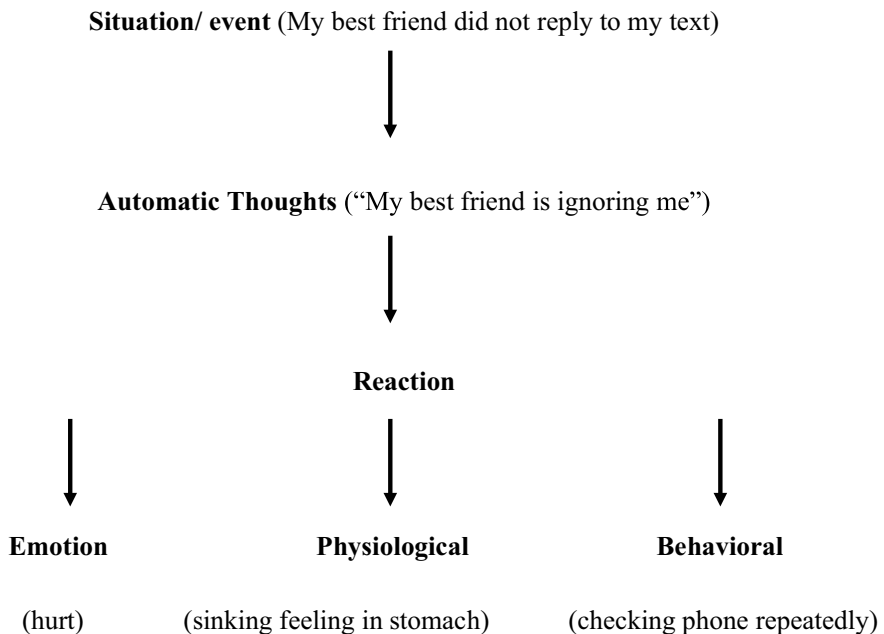 Situation/ event (My best friend did not reply to my text)
Automatic Thoughts (“My best friend is ignoring me”)
Reaction
Emotion Physiological Behavioral
(hurt) (sinking feeling in stomach) (checking phone repeatedly)